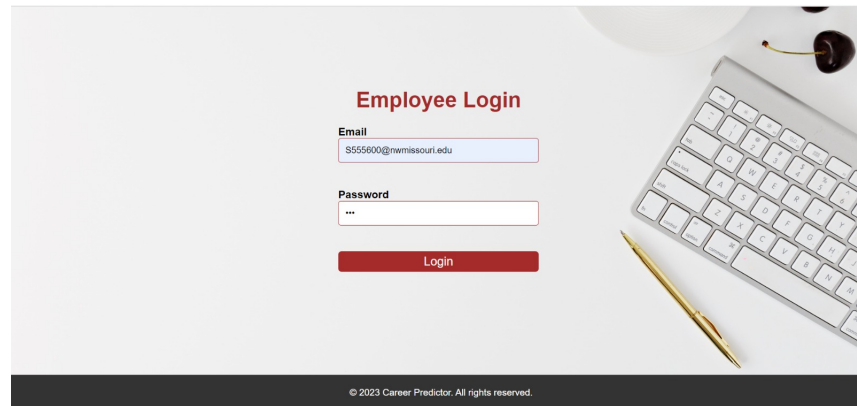 Employee Login
Email
S555600@nwmissouri.edu
Password
•••
Login
© 2023 Career Predictor. All rights reserved.